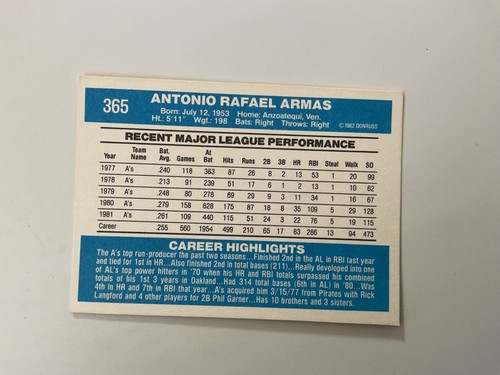 365
ANTONIO RAFAEL ARMAS
Born: July 12, 1953 Home: Anzoatequi, Ven.
Ht.: 5'11" Wgt.: 198 Bats: Right Throws: Right
©1982 DONRUSS
RECENT MAJOR LEAGUE PERFORMANCE
Year Team Name Bat. Avg. Games At Bat Hits Runs 2B 3B HR RBI Steal Walk SO
1977 A's .240 118 363 87 26 8 2 13 53 1 20 99
1978 A's .213 91 239 51 17 6 1 2 13 1 10 62
1979 A's .248 80 278 69 29 9 3 11 34 1 16 67
1980 A's .279 158 628 175 87 18 8 35 109 5 29 128
1981 A's .261 109 440 115 51 24 3 22 76 5 19 115
Career .255 560 1954 499 210 65 17 83 286 13 94 473
CAREER HIGHLIGHTS
The A's top run-producer the past two seasons...Finished 2nd in the AL in RBI last year
and tied for 1st in HR...Also finished 2nd in total bases (211)...Really developed into one
of AL's top power hitters in '70 when his HR and RBI totals surpassed his combined
totals of his 1st 3 years in Oakland...Had 314 total bases (6th in AL) in '80...Was
4th in HR and 7th in RBI that year...A's acquired him 3/15/77 from Pirates with Rick
Langford and 4 other players for 2B Phil Garner...Has 10 brothers and 3 sisters.